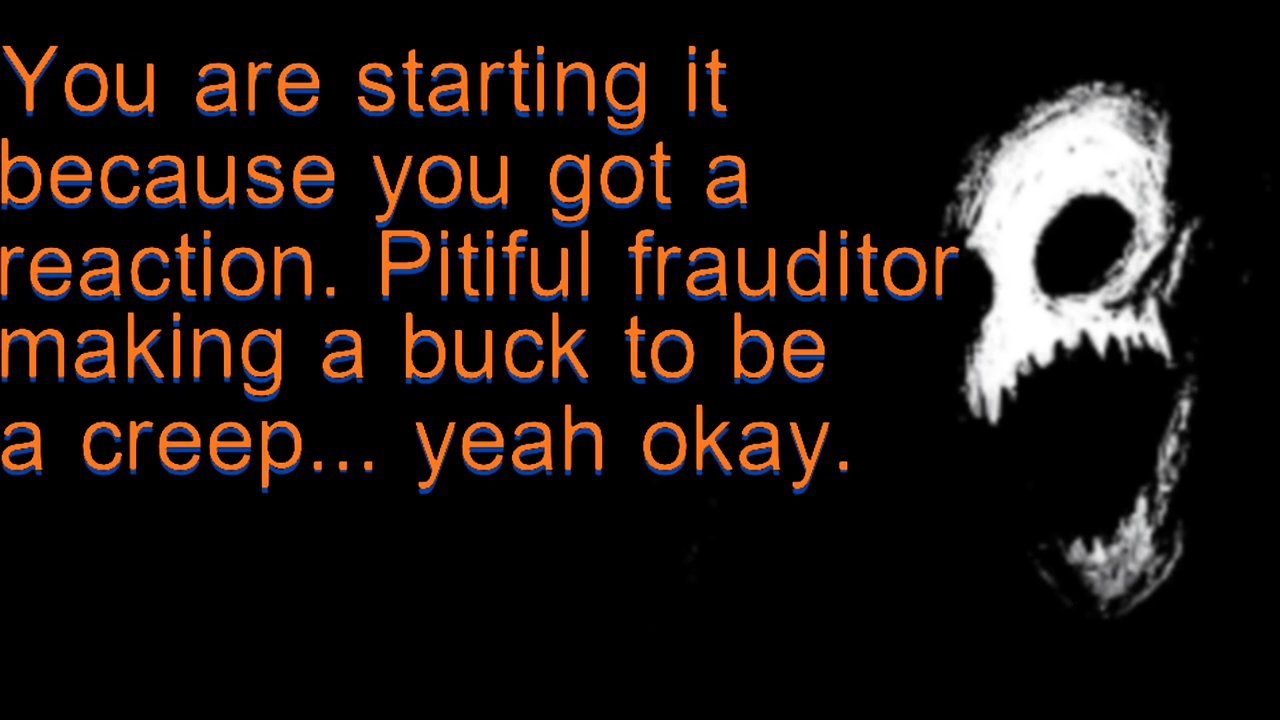 You are starting it
because you got a
reaction. Pitiful frauditor
making a buck to be
a creep... yeah okay.